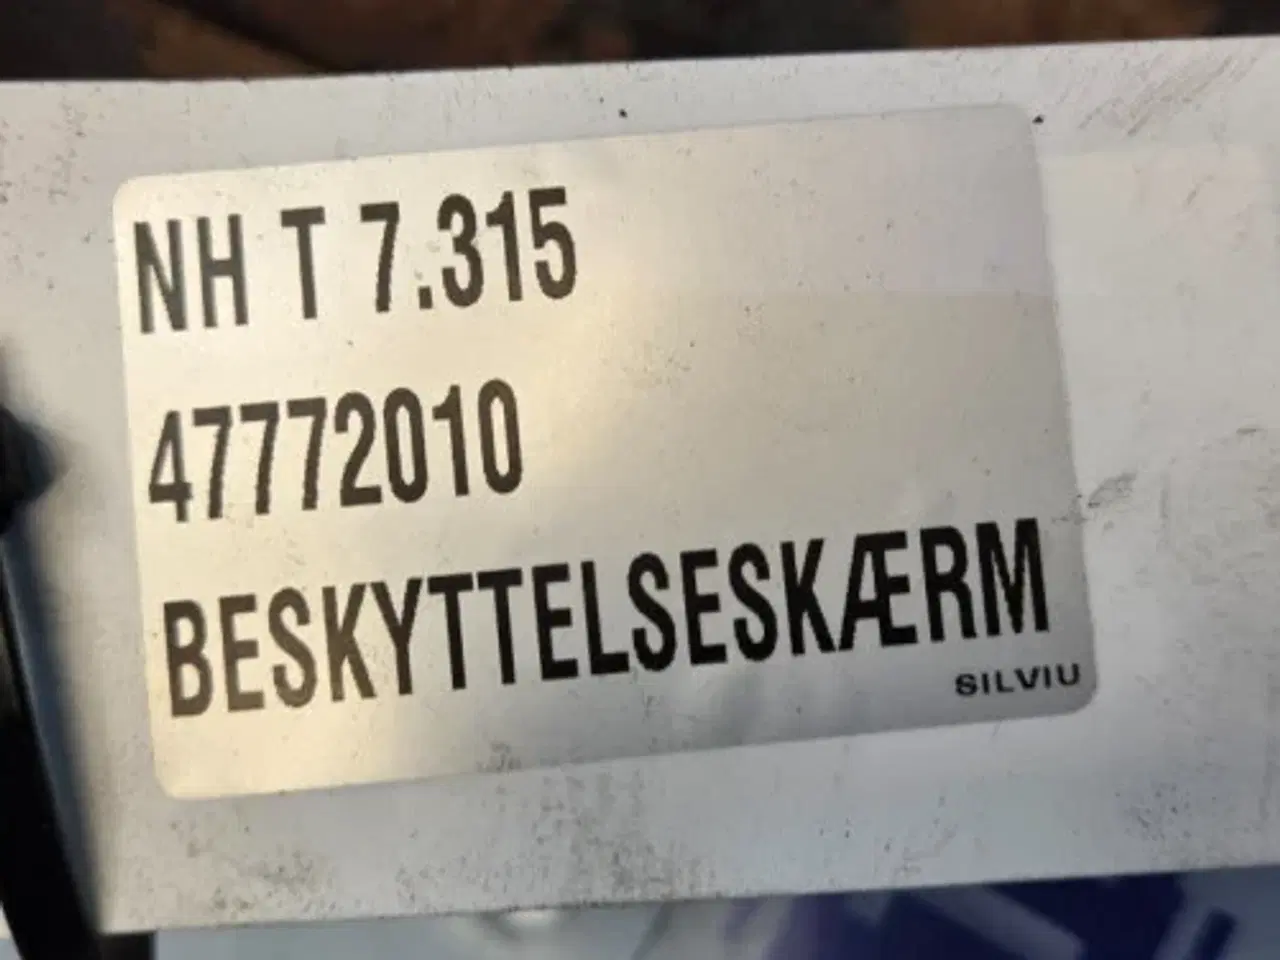 NH T 7.315
47772010
BESKYTTELSESKÆRM
SILVIU